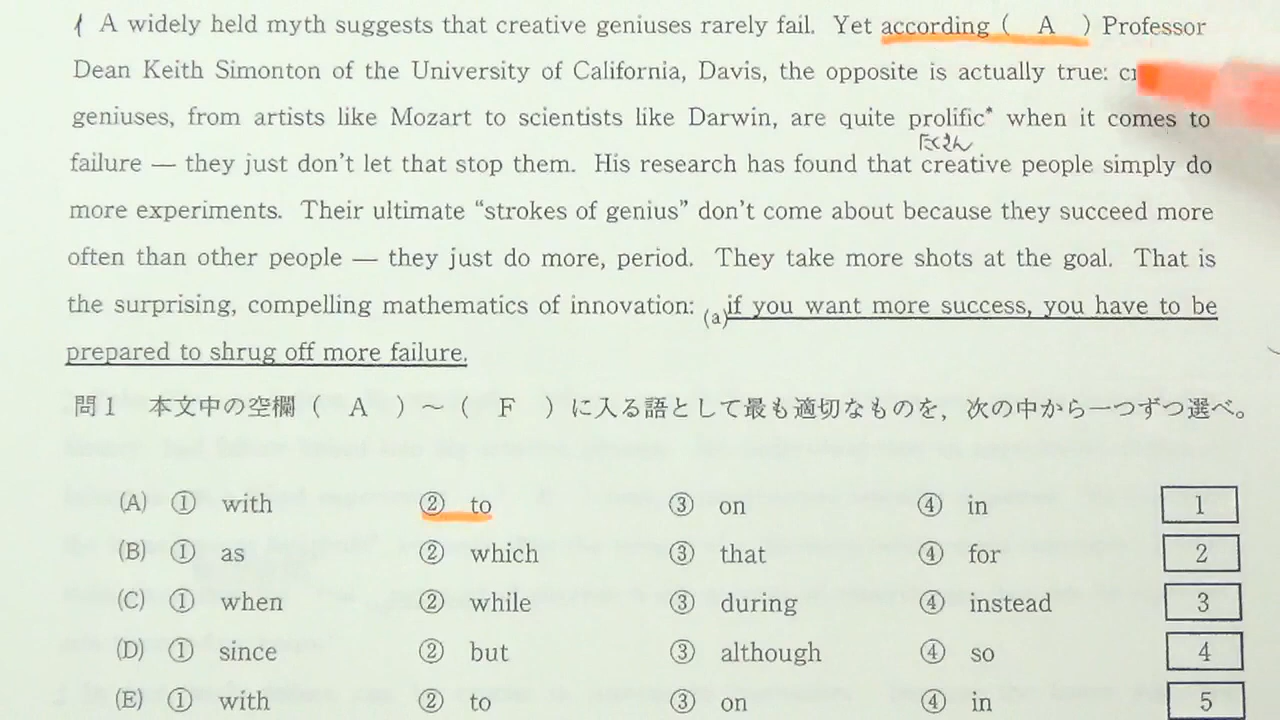 A widely held myth suggests that creative geniuses rarely fail. Yet according ( A ) Professor
Dean Keith Simonton of the University of California, Davis, the opposite is actually true:
geniuses, from artists like Mozart to scientists like Darwin, are quite prolific* when it comes to
たくさん
failure — they just don't let that stop them. His research has found that creative people simply do
more experiments. Their ultimate “strokes of genius” don't come about because they succeed more
often than other people — they just do more, period. They take more shots at the goal. That is
the surprising, compelling mathematics of innovation: (a)if you want more success, you have to be
prepared to shrug off more failure.
問1 本文中の空欄( A )～( F )に入る語として最も適切なものを，次の中から一つずつ選べ。
(A) ① with ② to ③ on ④ in 1
(B) ① as ② which ③ that ④ for 2
(C) ① when ② while ③ during ④ instead 3
(D) ① since ② but ③ although ④ so 4
(E) ① with ② to ③ on ④ in 5